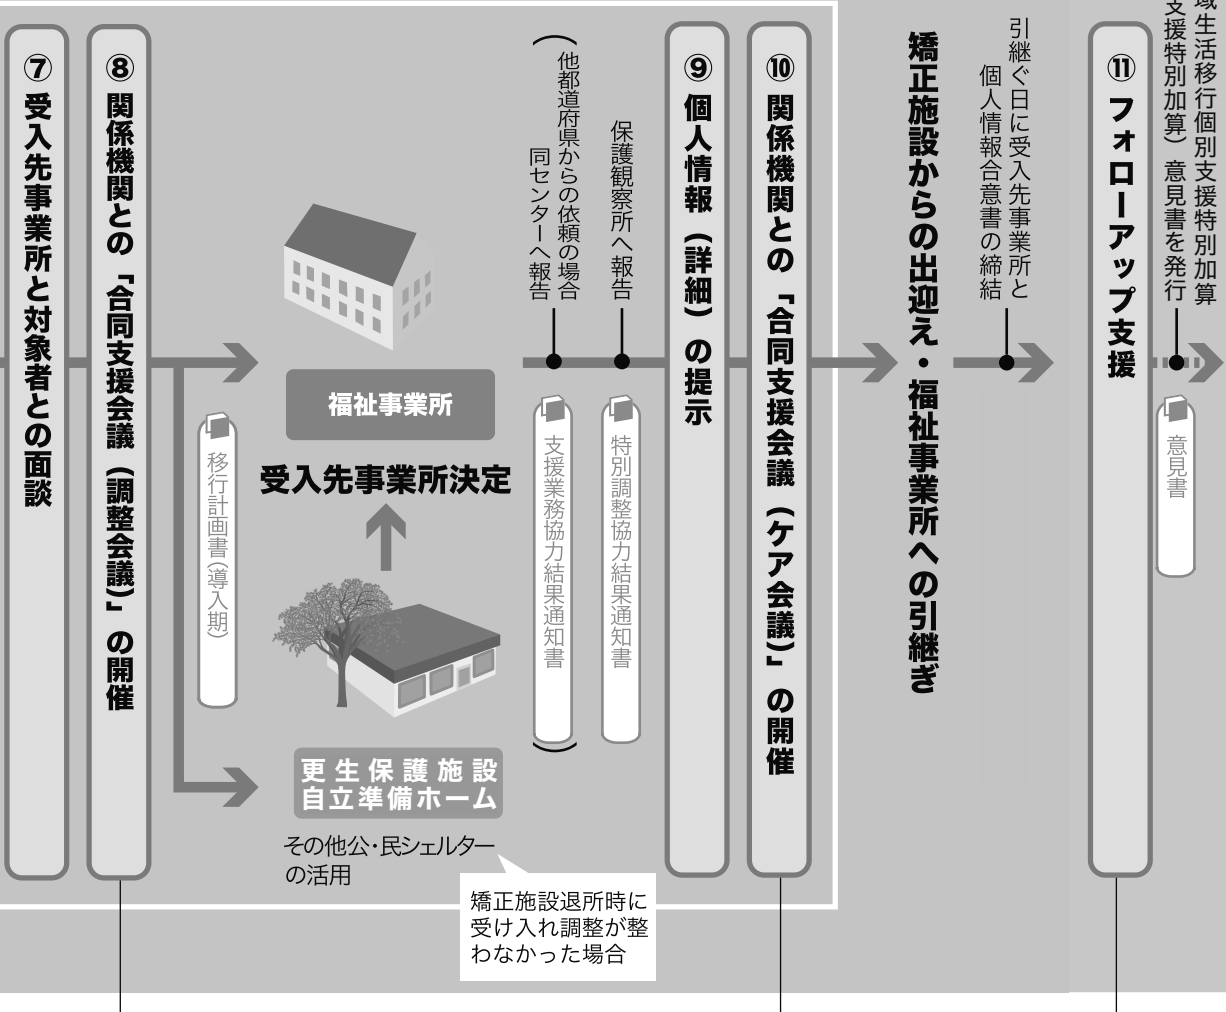 ⑦ 受入先事業所と対象者との面談
⑧ 関係機関との「合同支援会議（調整会議）」の開催
移行計画書（導入期）
福祉事業所
受入先事業所決定
更生保護施設
自立準備ホーム
その他公・民シェルター
の活用
矯正施設退所時に
受け入れ調整が整
わなかった場合
（他都道府県からの依頼の場合
同センターへ報告
支援業務協力結果通知書）
保護観察所へ報告
特別調整協力結果通知書
⑨ 個人情報（詳細）の提示
⑩ 関係機関との「合同支援会議（ケア会議）」の開催
矯正施設からの出迎え・福祉事業所への引継ぎ
引継ぐ日に受入先事業所と
個人情報合意書の締結
⑪ フォローアップ支援
域生活移行個別支援特別加算
支援特別加算）意見書を発行
意見書